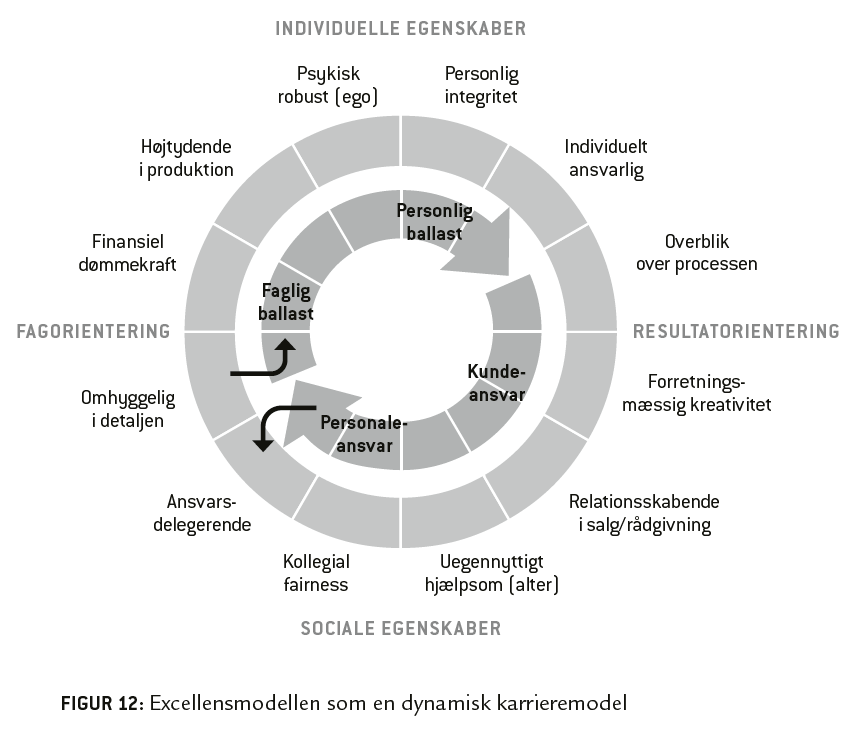 INDIVIDUELLE EGENSKABER
Psykisk
robust (ego)
Personlig
integritet
Højtydende
i produktion
Individuelt
ansvarlig
Personlig
ballast
Finansiel
dømmekraft
Overblik
over processen
Faglig
ballast
FAGORIENTERING
RESULTATORIENTERING
Omhyggelig
i detaljen
Kunde-
ansvar
Forretnings-
mæssig kreativitet
Personale-
ansvar
Ansvars-
delegerende
Relationsskabende
i salg/rådgivning
Kollegial
fairness
Uegennyttigt
hjælpsom (alter)
SOCIALE EGENSKABER
FIGUR 12: Excellensmodellen som en dynamisk karrieremodel